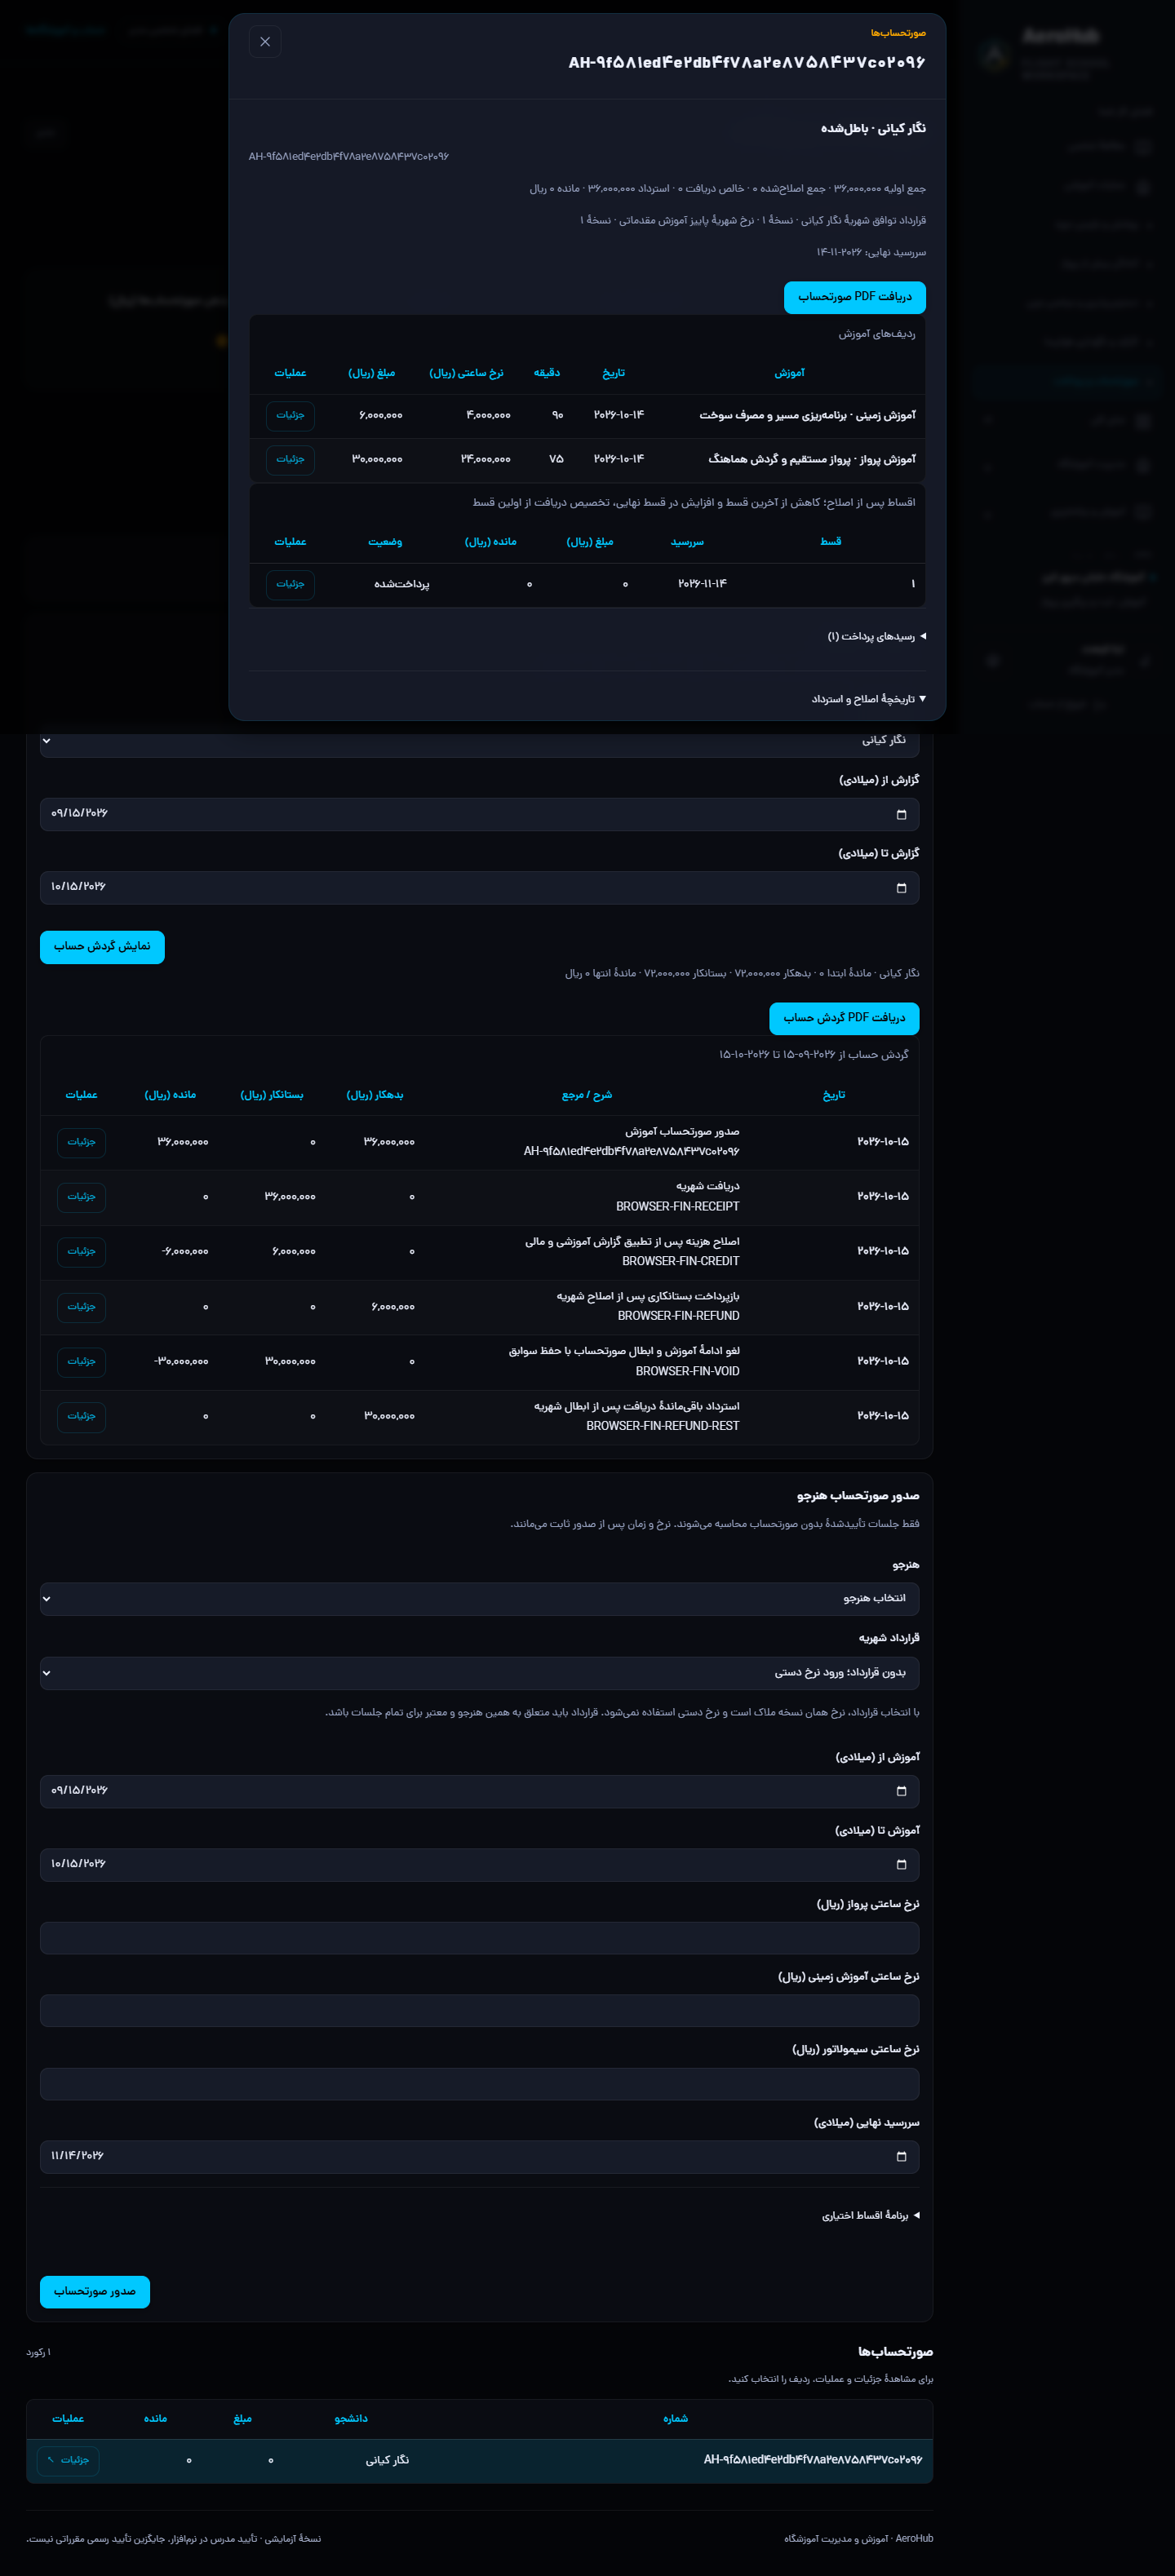 صورتحساب‌ها
AH-۹f۵۸۱ed۴e۲db۴f۷۸a۲e۸۷۵۸۴۳۷c۰۲۰۹۶
نگار کیانی · باطل‌شده
AH-۹f۵۸۱ed۴e۲db۴f۷۸a۲e۸۷۵۸۴۳۷c۰۲۰۹۶
جمع اولیه ۳۶,۰۰۰,۰۰۰ · جمع اصلاح‌شده ۰ · خالص دریافت ۰ · استرداد ۳۶,۰۰۰,۰۰۰ · مانده ۰ ریال
قرارداد توافق شهریهٔ نگار کیانی · نسخهٔ ۱ · نرخ شهریهٔ پاییز آموزش مقدماتی · نسخهٔ ۱
سررسید نهایی: ۲۰۲۶-۱۱-۱۴
دریافت PDF صورتحساب
ردیف‌های آموزش
آموزش تاریخ دقیقه نرخ ساعتی (ریال) مبلغ (ریال) عملیات
آموزش زمینی · برنامه‌ریزی مسیر و مصرف سوخت ۲۰۲۶-۱۰-۱۴ ۹۰ ۴,۰۰۰,۰۰۰ ۶,۰۰۰,۰۰۰ جزئیات
آموزش پرواز · پرواز مستقیم و گردش هماهنگ ۲۰۲۶-۱۰-۱۴ ۷۵ ۲۴,۰۰۰,۰۰۰ ۳۰,۰۰۰,۰۰۰ جزئیات
اقساط پس از اصلاح؛ کاهش از آخرین قسط و افزایش در قسط نهایی، تخصیص دریافت از اولین قسط
قسط سررسید مبلغ (ریال) مانده (ریال) وضعیت عملیات
۱ ۲۰۲۶-۱۱-۱۴ ۰ ۰ پرداخت‌شده جزئیات
رسیدهای پرداخت (۱)
تاریخچهٔ اصلاح و استرداد
نگار کیانی
گزارش از (میلادی)
۰۹/۱۵/۲۰۲۶
گزارش تا (میلادی)
۱۰/۱۵/۲۰۲۶
نمایش گردش حساب
نگار کیانی · ماندهٔ ابتدا ۰ · بدهکار ۷۲,۰۰۰,۰۰۰ · بستانکار ۷۲,۰۰۰,۰۰۰ · ماندهٔ انتها ۰ ریال
دریافت PDF گردش حساب
گردش حساب از ۲۰۲۶-۰۹-۱۵ تا ۲۰۲۶-۱۰-۱۵
تاریخ شرح / مرجع بدهکار (ریال) بستانکار (ریال) مانده (ریال) عملیات
صدور صورتحساب آموزش
۲۰۲۶-۱۰-۱۵ AH-۹f۵۸۱ed۴e۲db۴f۷۸a۲e۸۷۵۸۴۳۷c۰۲۰۹۶ ۳۶,۰۰۰,۰۰۰ ۰ ۳۶,۰۰۰,۰۰۰ جزئیات
دریافت شهریه
۲۰۲۶-۱۰-۱۵ BROWSER-FIN-RECEIPT ۰ ۳۶,۰۰۰,۰۰۰ ۰ جزئیات
اصلاح هزینه پس از تطبیق گزارش آموزشی و مالی
۲۰۲۶-۱۰-۱۵ BROWSER-FIN-CREDIT ۰ ۶,۰۰۰,۰۰۰ -۶,۰۰۰,۰۰۰ جزئیات
بازپرداخت بستانکاری پس از اصلاح شهریه
۲۰۲۶-۱۰-۱۵ BROWSER-FIN-REFUND ۶,۰۰۰,۰۰۰ ۰ ۰ جزئیات
لغو ادامهٔ آموزش و ابطال صورتحساب با حفظ سوابق
۲۰۲۶-۱۰-۱۵ BROWSER-FIN-VOID ۰ ۳۰,۰۰۰,۰۰۰ -۳۰,۰۰۰,۰۰۰ جزئیات
استرداد باقی‌ماندهٔ دریافت پس از ابطال شهریه
۲۰۲۶-۱۰-۱۵ BROWSER-FIN-REFUND-REST ۳۰,۰۰۰,۰۰۰ ۰ ۰ جزئیات
صدور صورتحساب هنرجو
فقط جلسات تأییدشدهٔ بدون صورتحساب محاسبه می‌شوند. نرخ و زمان پس از صدور ثابت می‌مانند.
هنرجو
انتخاب هنرجو
قرارداد شهریه
بدون قرارداد؛ ورود نرخ دستی
با انتخاب قرارداد، نرخ همان نسخه ملاک است و نرخ دستی استفاده نمی‌شود. قرارداد باید متعلق به همین هنرجو و معتبر برای تمام جلسات باشد.
آموزش از (میلادی)
۰۹/۱۵/۲۰۲۶
آموزش تا (میلادی)
۱۰/۱۵/۲۰۲۶
نرخ ساعتی پرواز (ریال)
نرخ ساعتی آموزش زمینی (ریال)
نرخ ساعتی سیمولاتور (ریال)
سررسید نهایی (میلادی)
۱۱/۱۴/۲۰۲۶
برنامهٔ اقساط اختیاری
صدور صورتحساب
صورتحساب‌ها ۱ رکورد
برای مشاهدهٔ جزئیات و عملیات، ردیف را انتخاب کنید.
شماره دانشجو مبلغ مانده عملیات
AH-۹f۵۸۱ed۴e۲db۴f۷۸a۲e۸۷۵۸۴۳۷c۰۲۰۹۶ نگار کیانی ۰ ۰ جزئیات
AeroHub · آموزش و مدیریت آموزشگاه نسخهٔ آزمایشی · تأیید مدرس در نرم‌افزار، جایگزین تأیید رسمی مقرراتی نیست.